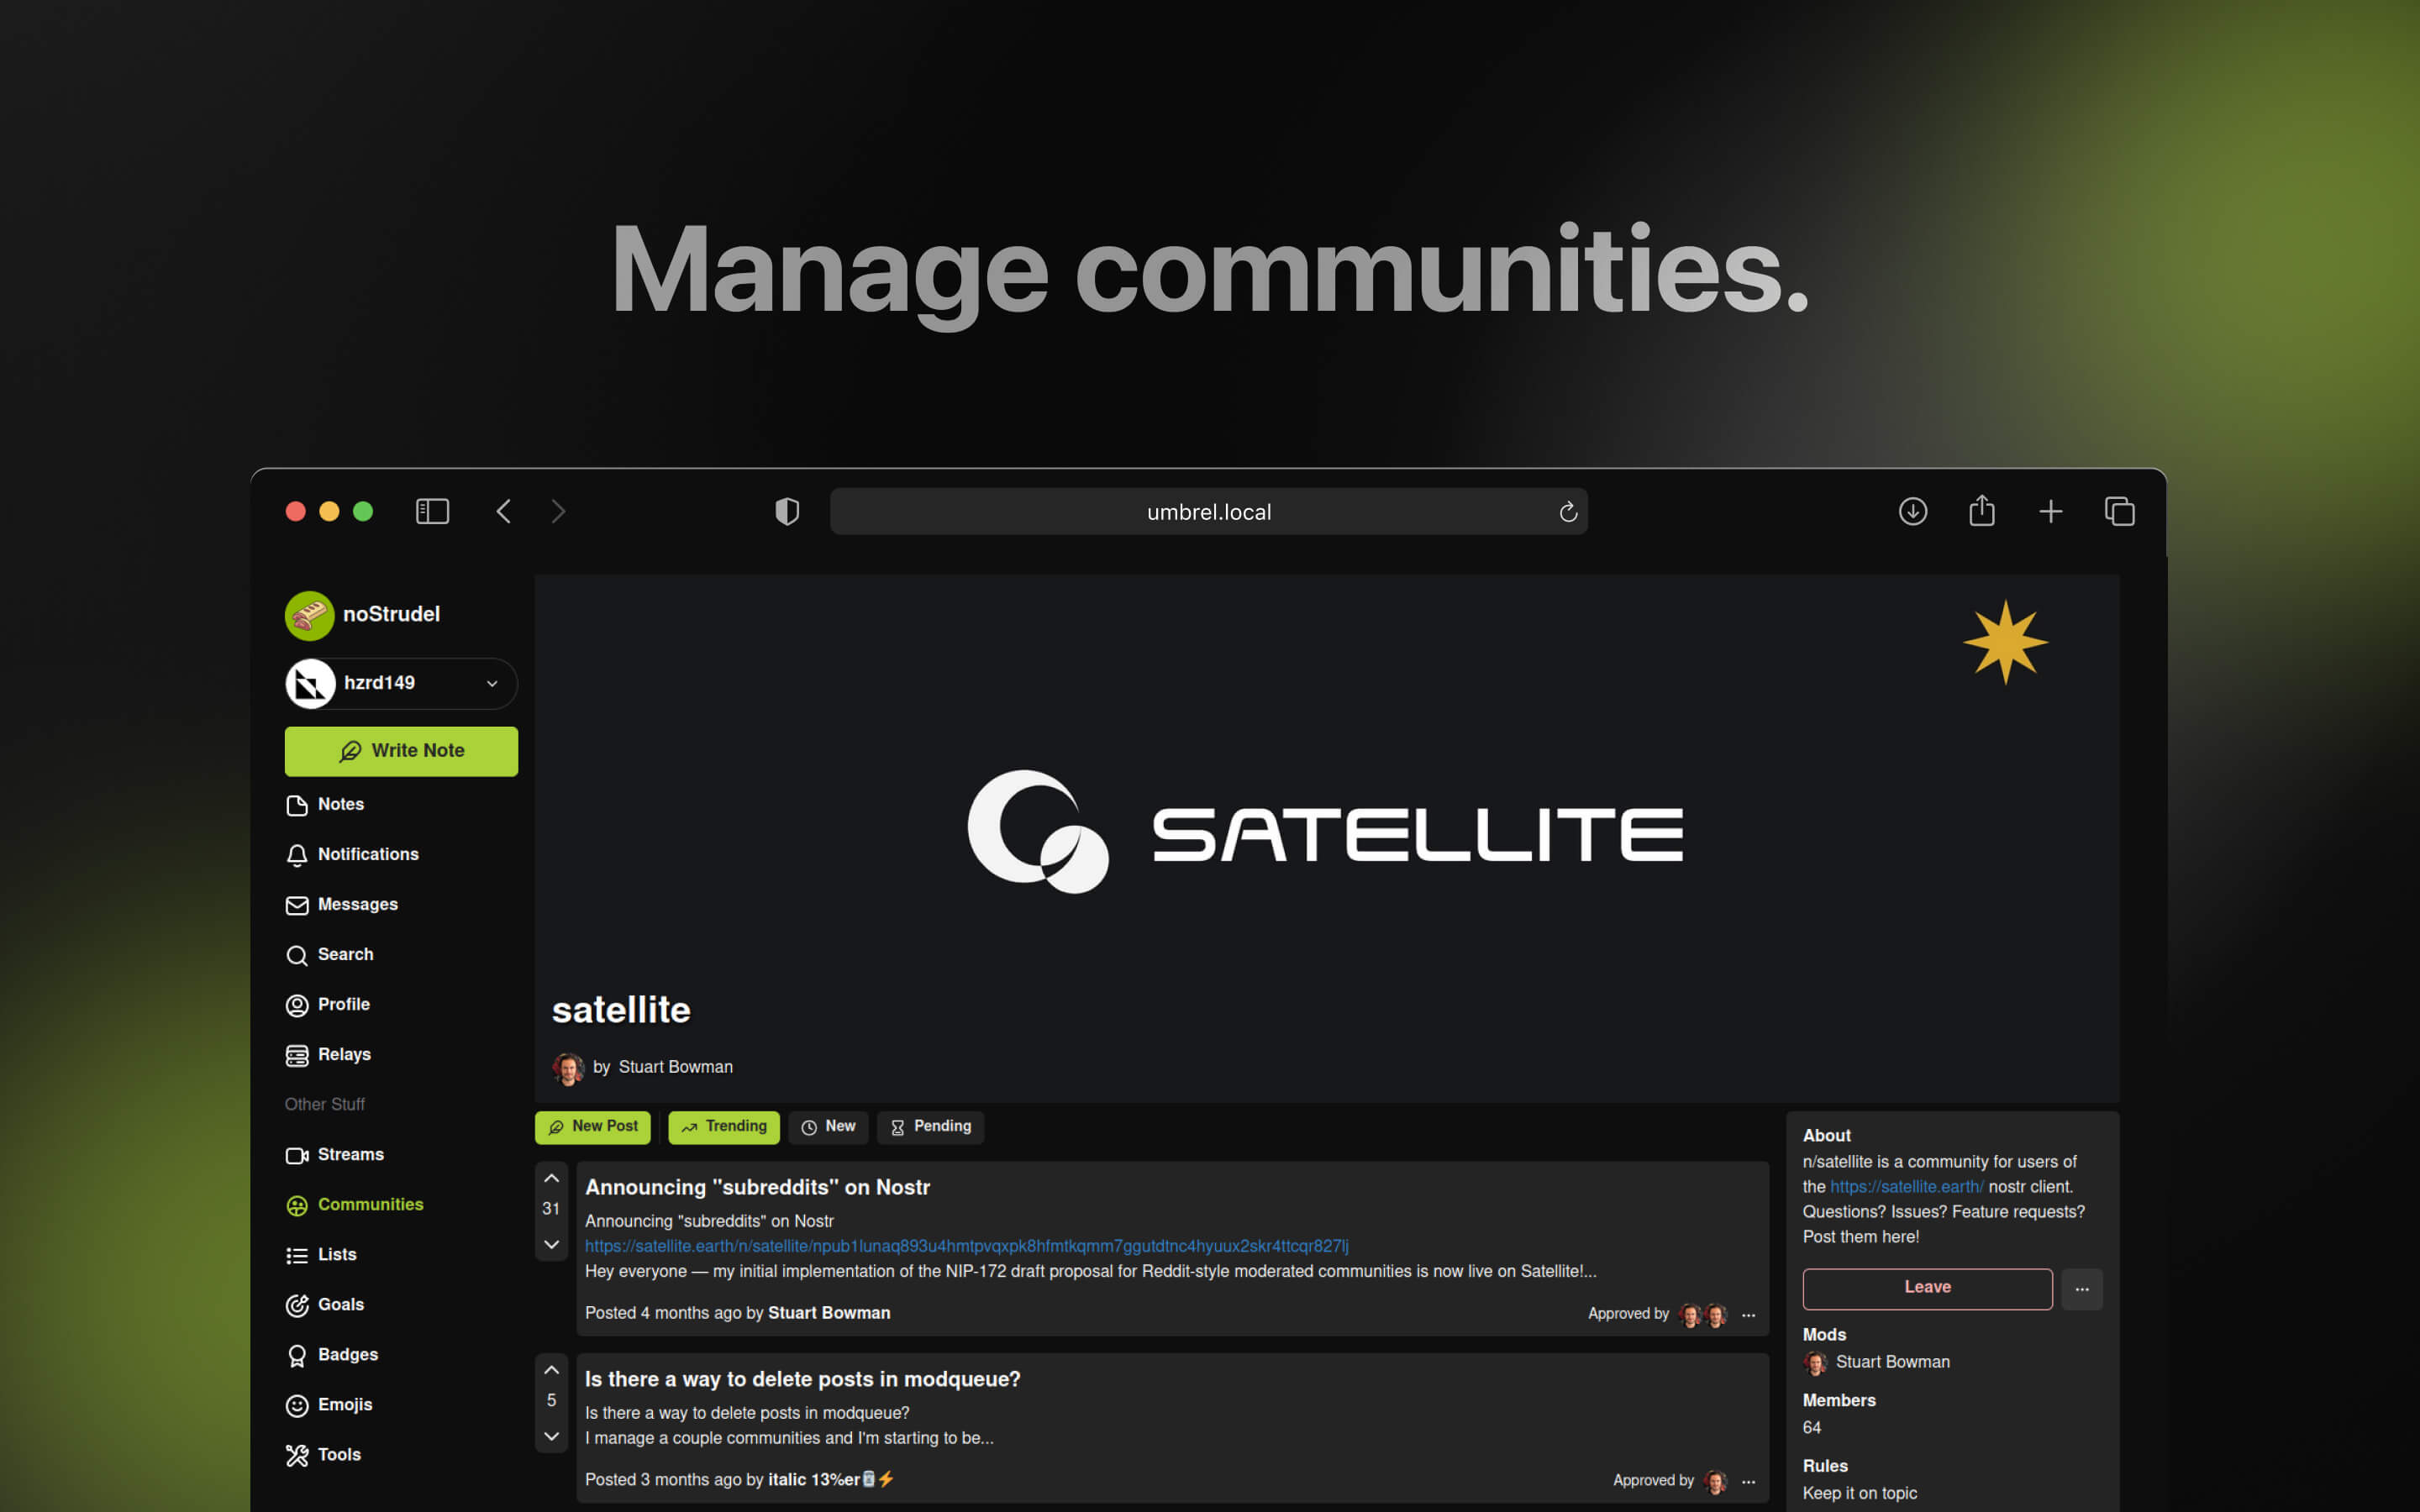 Manage communities.
umbrel.local
noStrudel
hzrd149
Write Note
Notes
Notifications
Messages
Search
Profile
Relays
Other Stuff
Streams
Communities
Lists
Goals
Badges
Emojis
Tools
SATELLITE
satellite
by Stuart Bowman
New Post
Trending
New
Pending
31
Announcing "subreddits" on Nostr
Announcing "subreddits" on Nostr
https://satellite.earth/n/satellite/npub1lunaq893u4hmtpvqxpk8hfmtkqmm7ggutdtnc4hyuux2skr4ttcqr827lj
Hey everyone — my initial implementation of the NIP-172 draft proposal for Reddit-style moderated communities is now live on Satellite!...
Posted 4 months ago by Stuart Bowman
Approved by
...
5
Is there a way to delete posts in modqueue?
Is there a way to delete posts in modqueue?
I manage a couple communities and I'm starting to be...
Posted 3 months ago by italic 13%er🥫⚡
Approved by
...
About
n/satellite is a community for users of
the https://satellite.earth/ nostr client.
Questions? Issues? Feature requests?
Post them here!
Leave
...
Mods
Stuart Bowman
Members
64
Rules
Keep it on topic